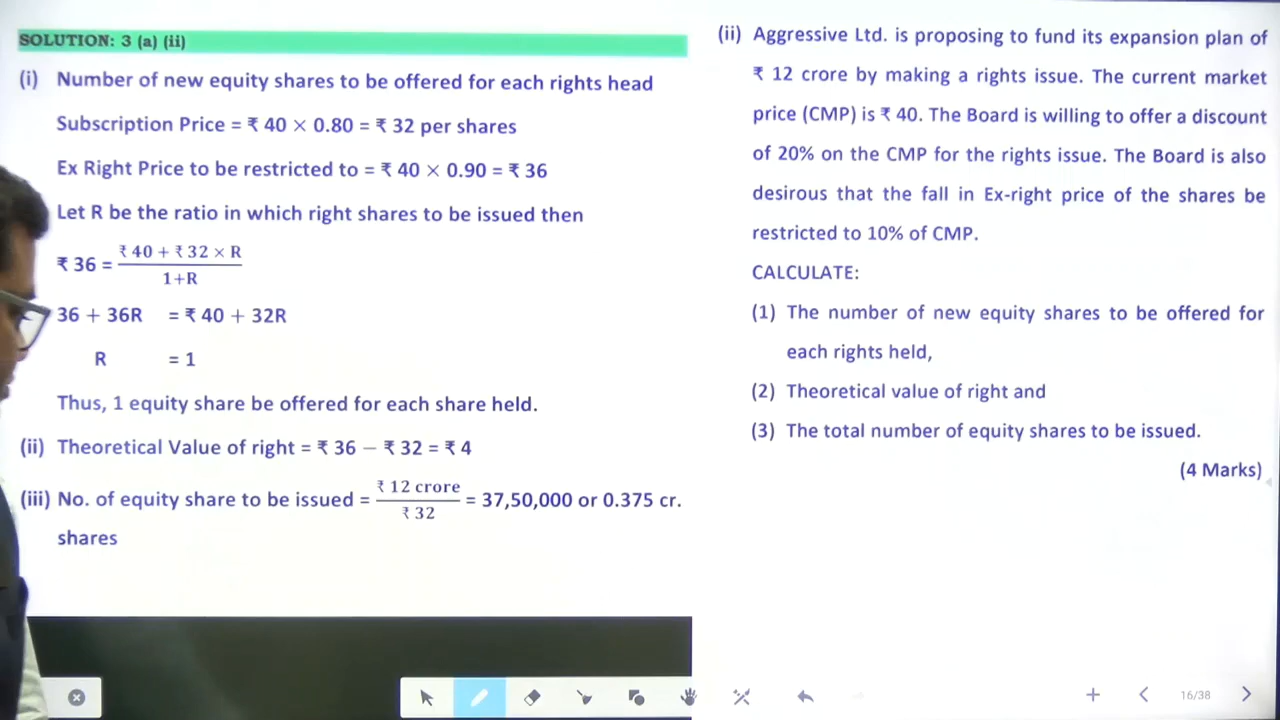 SOLUTION: 3 (a) (ii)
(i) Number of new equity shares to be offered for each rights head
Subscription Price = ₹ 40 × 0.80 = ₹ 32 per shares
Ex Right Price to be restricted to = ₹ 40 × 0.90 = ₹ 36
Let R be the ratio in which right shares to be issued then
₹ 36 = ₹ 40 + ₹ 32 × R
1+R
36 + 36R = ₹ 40 + 32R
R = 1
Thus, 1 equity share be offered for each share held.
(ii) Theoretical Value of right = ₹ 36 – ₹ 32 = ₹ 4
(iii) No. of equity share to be issued = ₹ 12 crore
₹ 32
= 37,50,000 or 0.375 cr.
shares
(ii) Aggressive Ltd. is proposing to fund its expansion plan of
₹ 12 crore by making a rights issue. The current market
price (CMP) is ₹ 40. The Board is willing to offer a discount
of 20% on the CMP for the rights issue. The Board is also
desirous that the fall in Ex-right price of the shares be
restricted to 10% of CMP.
CALCULATE:
(1) The number of new equity shares to be offered for
each rights held,
(2) Theoretical value of right and
(3) The total number of equity shares to be issued.
(4 Marks)
16/38